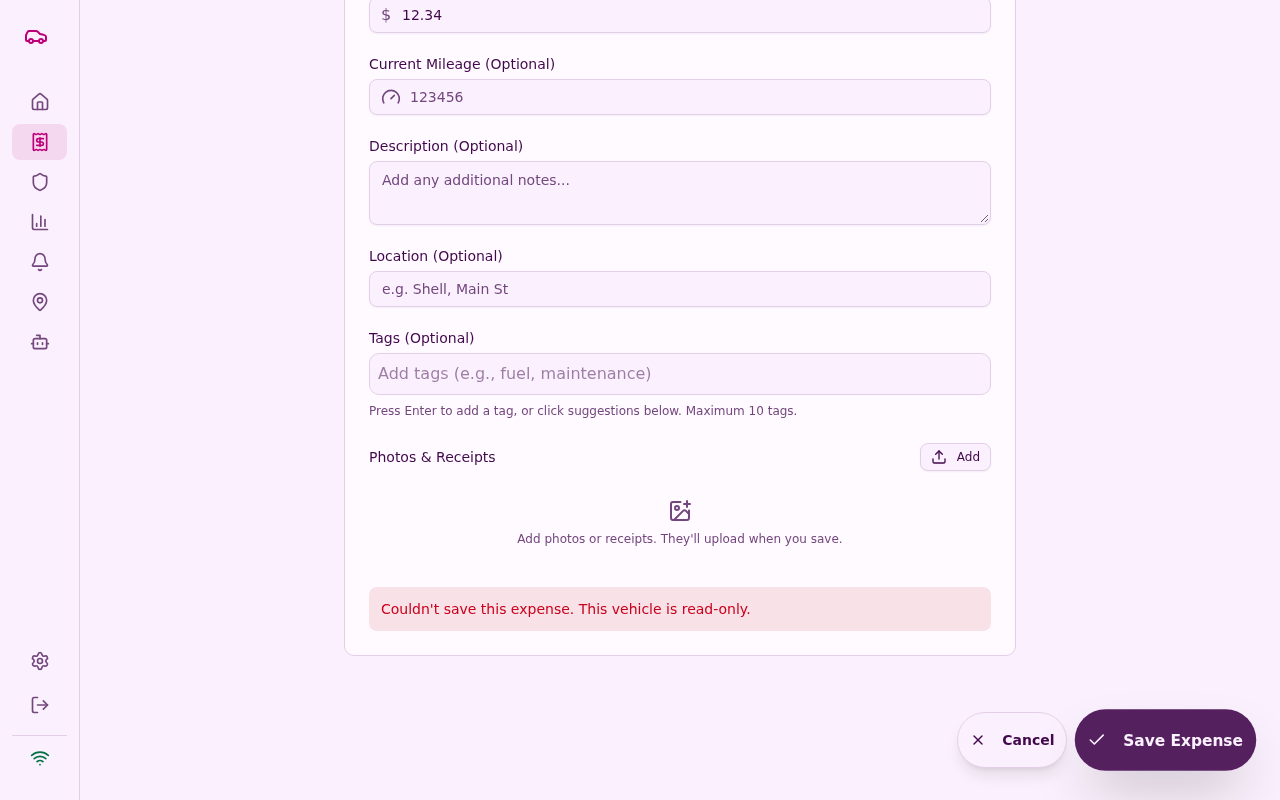 $ 12.34
Current Mileage (Optional)
123456
Description (Optional)
Add any additional notes...
Location (Optional)
e.g. Shell, Main St
Tags (Optional)
Add tags (e.g., fuel, maintenance)
Press Enter to add a tag, or click suggestions below. Maximum 10 tags.
Photos & Receipts
Add
Add photos or receipts. They'll upload when you save.
Couldn't save this expense. This vehicle is read-only.
Cancel
Save Expense